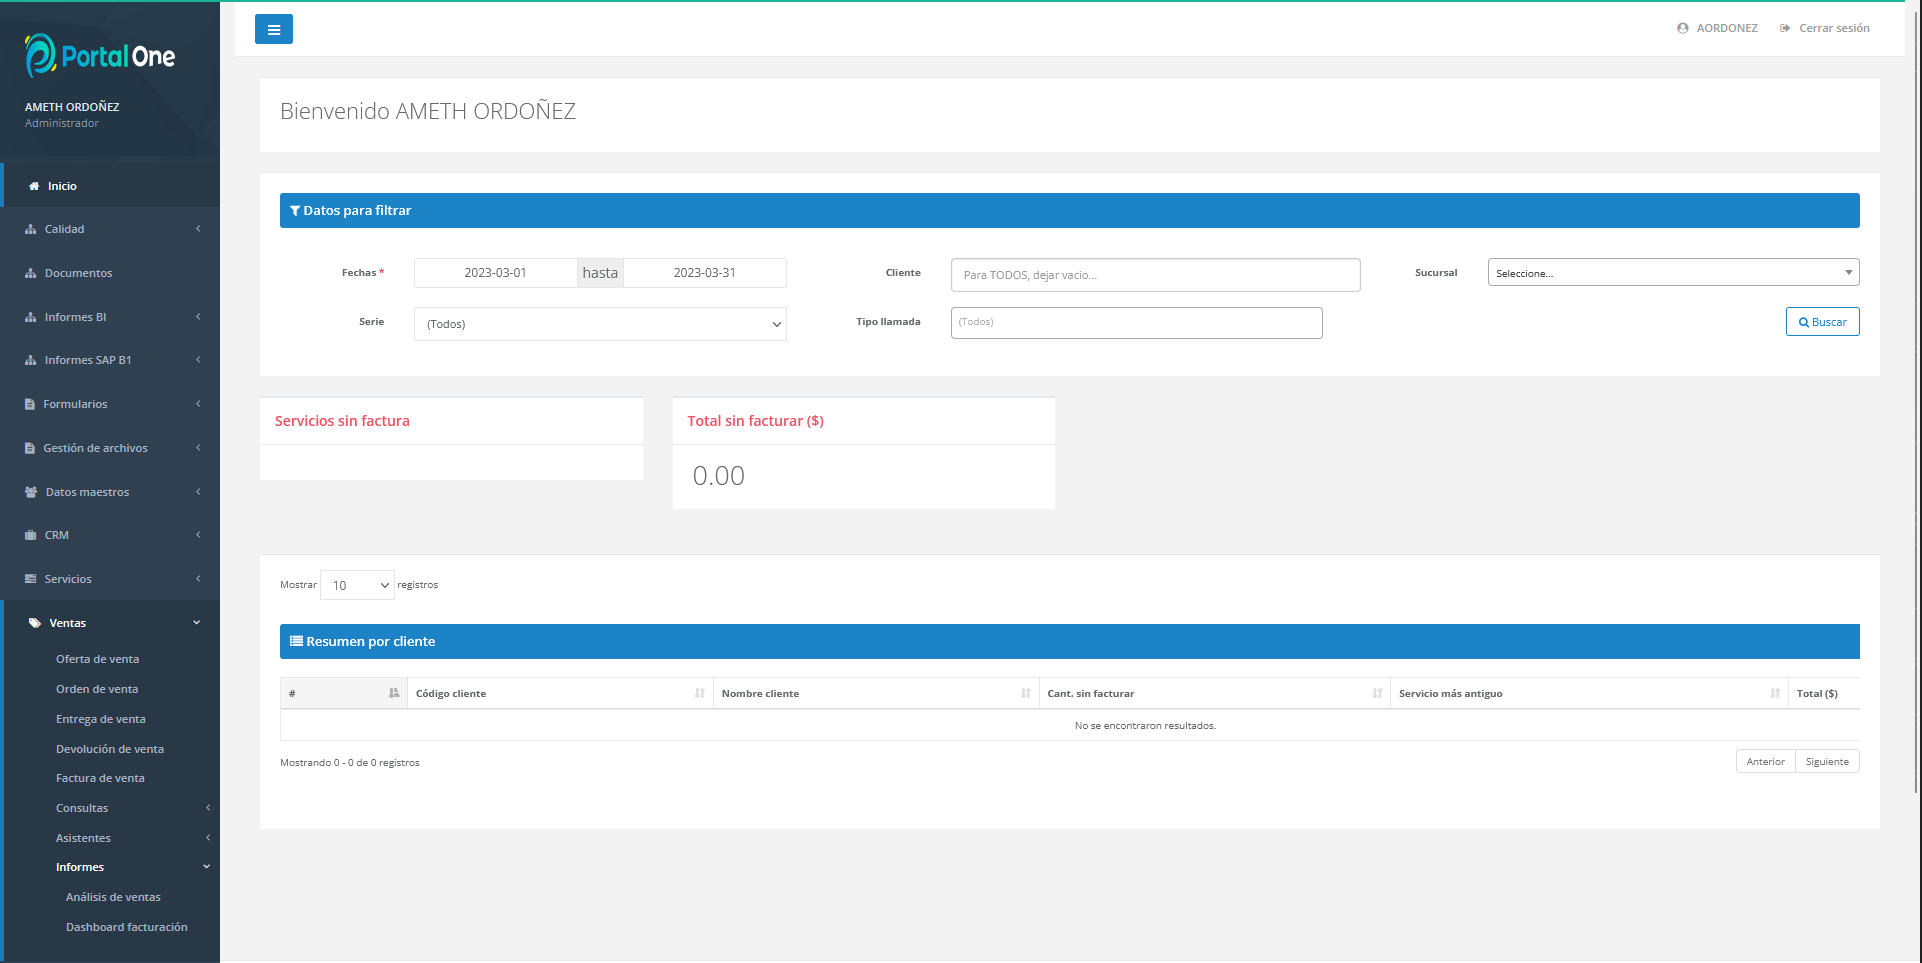 Portal One
AMETH ORDOÑEZ
Administrador
Inicio
Calidad
Documentos
Informes BI
Informes SAP B1
Formularios
Gestión de archivos
Datos maestros
CRM
Servicios
Ventas
Oferta de venta
Orden de venta
Entrega de venta
Devolución de venta
Factura de venta
Consultas
Asistentes
Informes
Análisis de ventas
Dashboard facturación
AORDONEZ Cerrar sesión
Bienvenido AMETH ORDOÑEZ
Datos para filtrar
Fechas * 2023-03-01 hasta 2023-03-31 Cliente Para TODOS, dejar vacio... Sucursal Seleccione...
Serie (Todos) Tipo llamada (Todos) Buscar
Servicios sin factura
Total sin facturar ($)
0.00
Mostrar 10 registros
Resumen por cliente
# Código cliente Nombre cliente Cant. sin facturar Servicio más antiguo Total ($)
No se encontraron resultados.
Mostrando 0 - 0 de 0 registros Anterior Siguiente